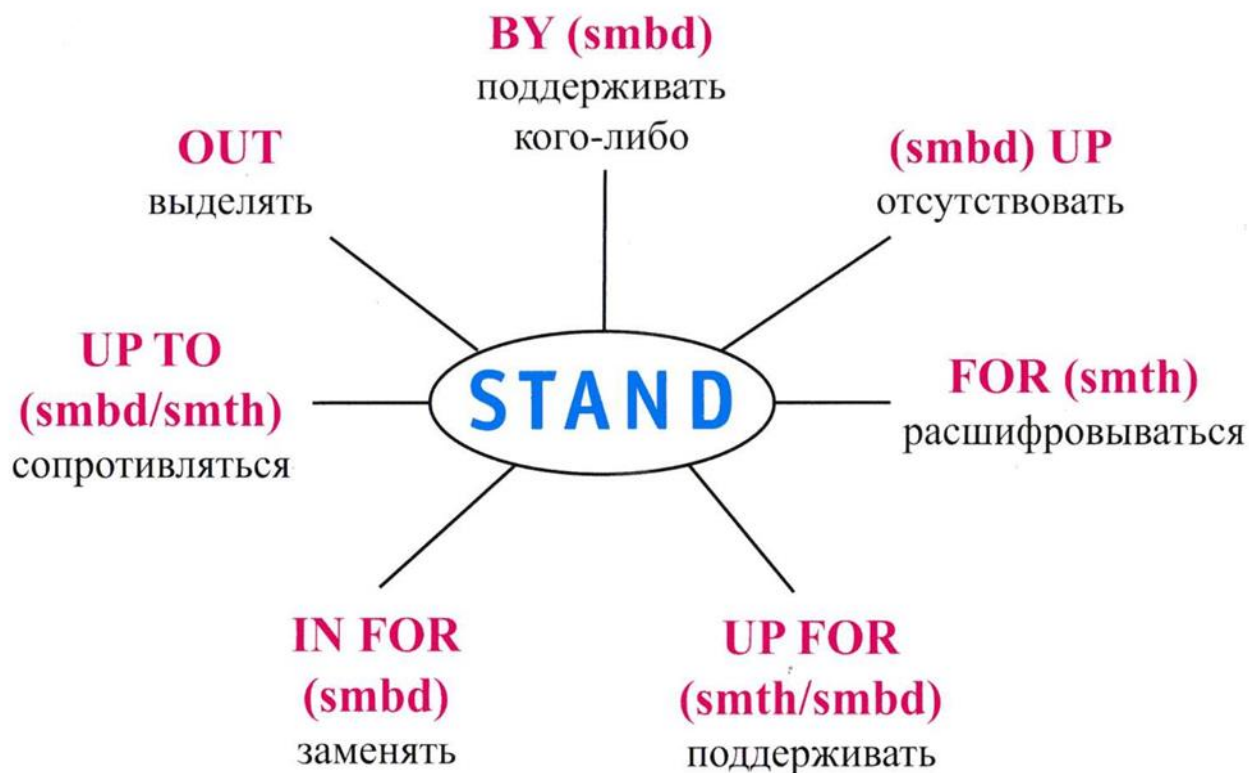 BY (smbd)
поддерживать
кого-либо
OUT
выделять
(smbd) UP
отсутствовать
UP TO
(smbd/smth)
сопротивляться
STAND
FOR (smth)
расшифровываться
IN FOR
(smbd)
заменять
UP FOR
(smth/smbd)
поддерживать